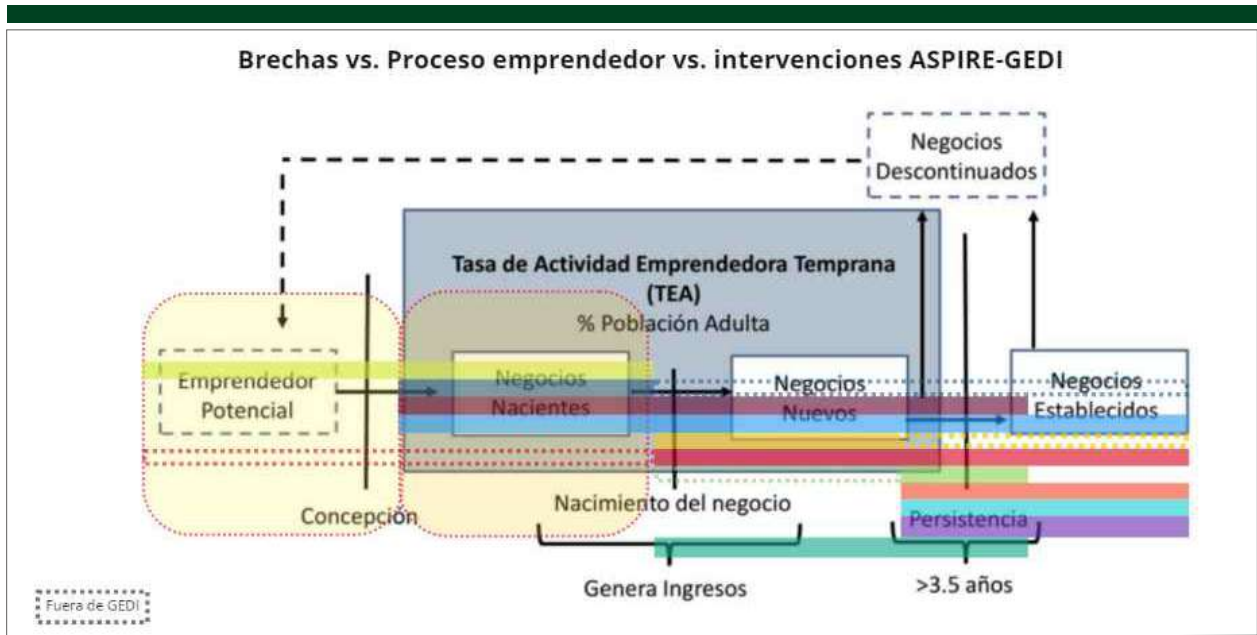 Brechas vs. Proceso emprendedor vs. intervenciones ASPIRE-GEDI
Negocios
Descontinuados
Tasa de Actividad Emprendedora Temprana
(TEA)
% Población Adulta
Emprendedor
Potencial
Negocios
Nacientes
Negocios
Nuevos
Negocios
Establecidos
Concepción
Nacimiento del negocio
Persistencia
Genera Ingresos
>3.5 años
Fuera de GEDI